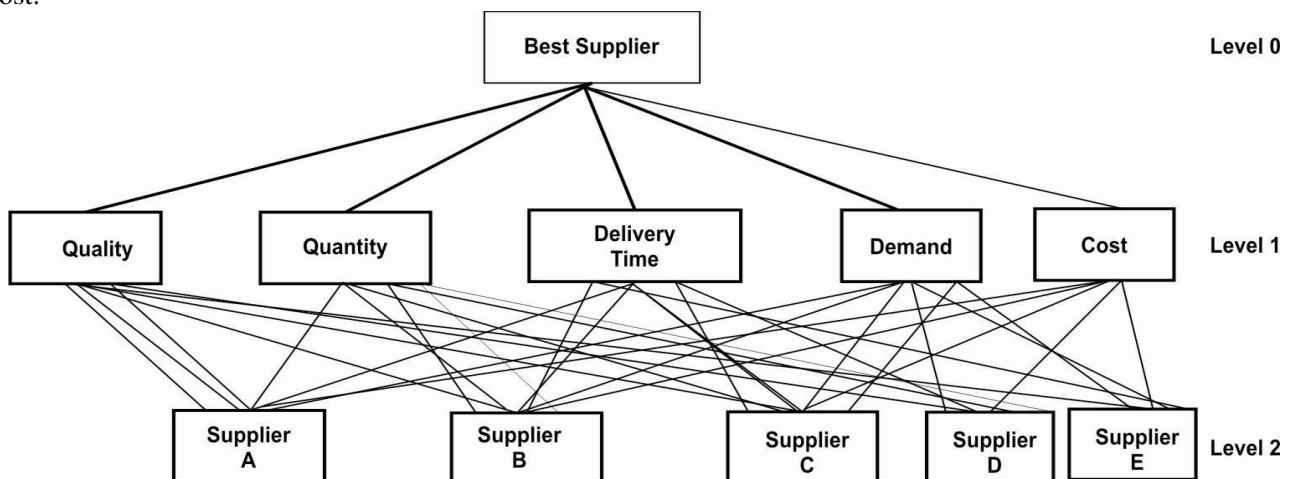 Best Supplier
Level 0
Quality
Quantity
Delivery
Time
Demand
Cost
Level 1
Supplier
A
Supplier
B
Supplier
C
Supplier
D
Supplier
E
Level 2